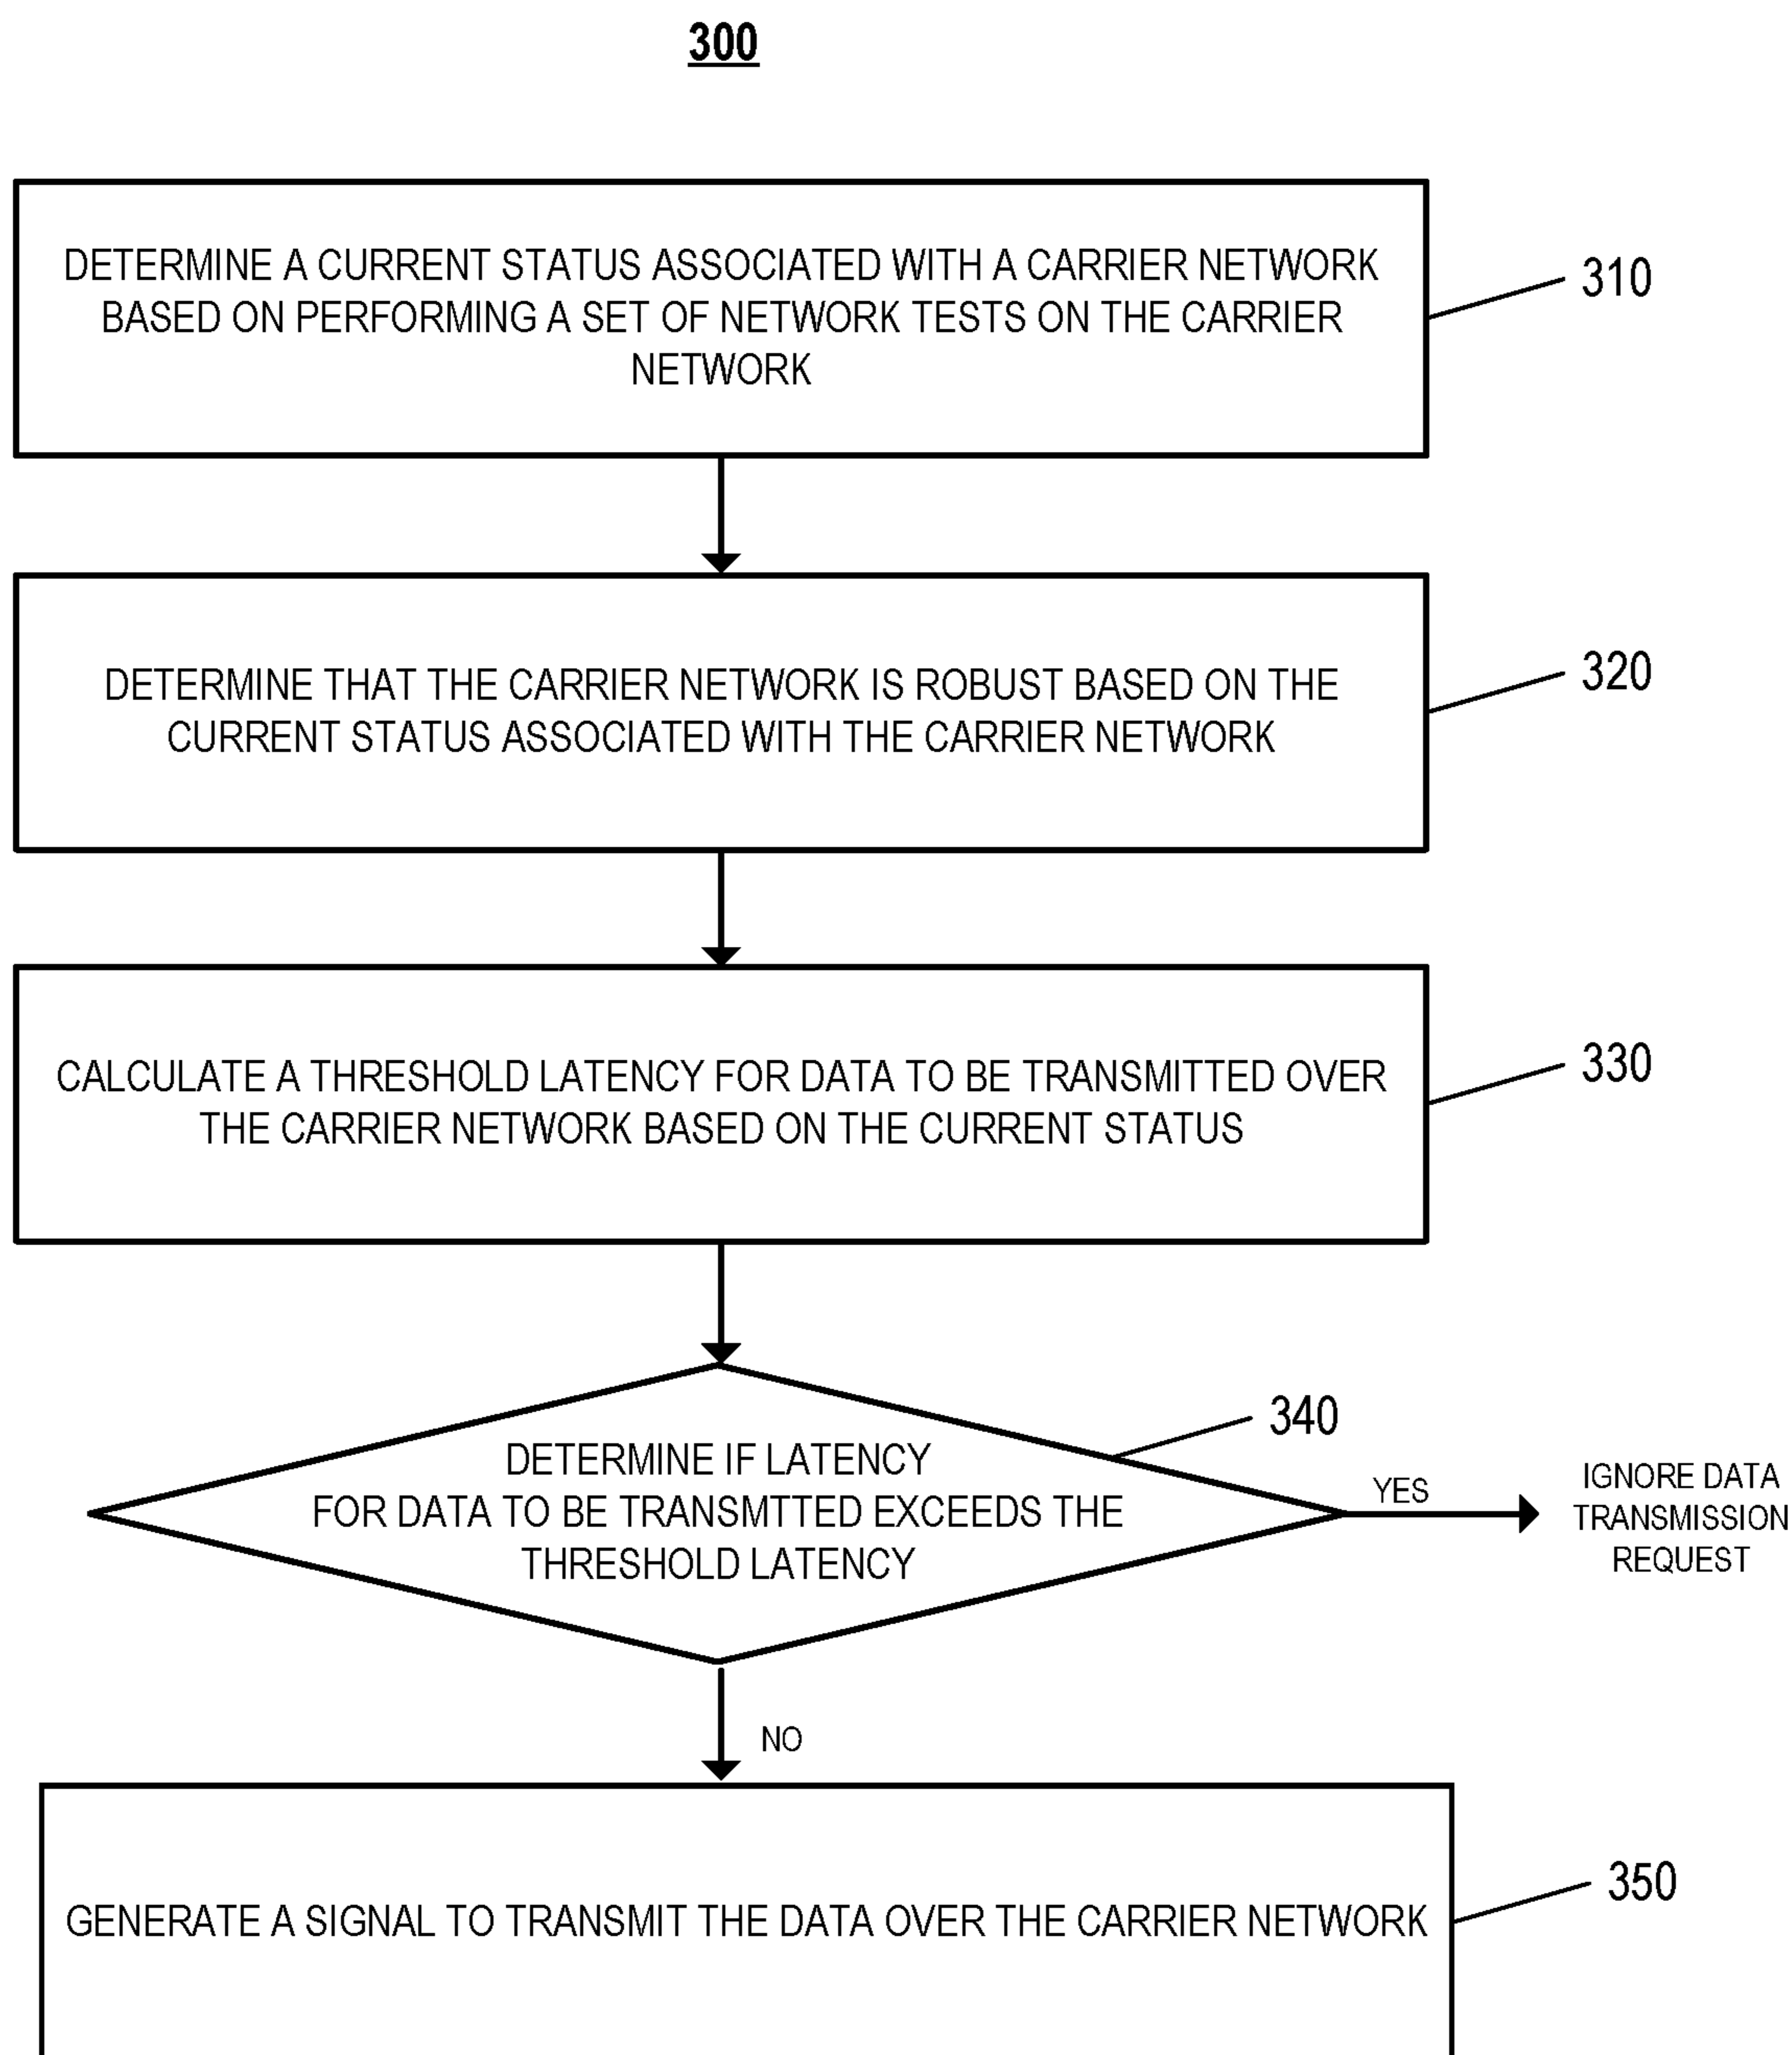 300
DETERMINE A CURRENT STATUS ASSOCIATED WITH A CARRIER NETWORK
BASED ON PERFORMING A SET OF NETWORK TESTS ON THE CARRIER
NETWORK
310
DETERMINE THAT THE CARRIER NETWORK IS ROBUST BASED ON THE
CURRENT STATUS ASSOCIATED WITH THE CARRIER NETWORK
320
CALCULATE A THRESHOLD LATENCY FOR DATA TO BE TRANSMITTED OVER
THE CARRIER NETWORK BASED ON THE CURRENT STATUS
330
DETERMINE IF LATENCY
FOR DATA TO BE TRANSMTTED EXCEEDS THE
THRESHOLD LATENCY
340
YES
IGNORE DATA
TRANSMISSION
REQUEST
NO
GENERATE A SIGNAL TO TRANSMIT THE DATA OVER THE CARRIER NETWORK
350